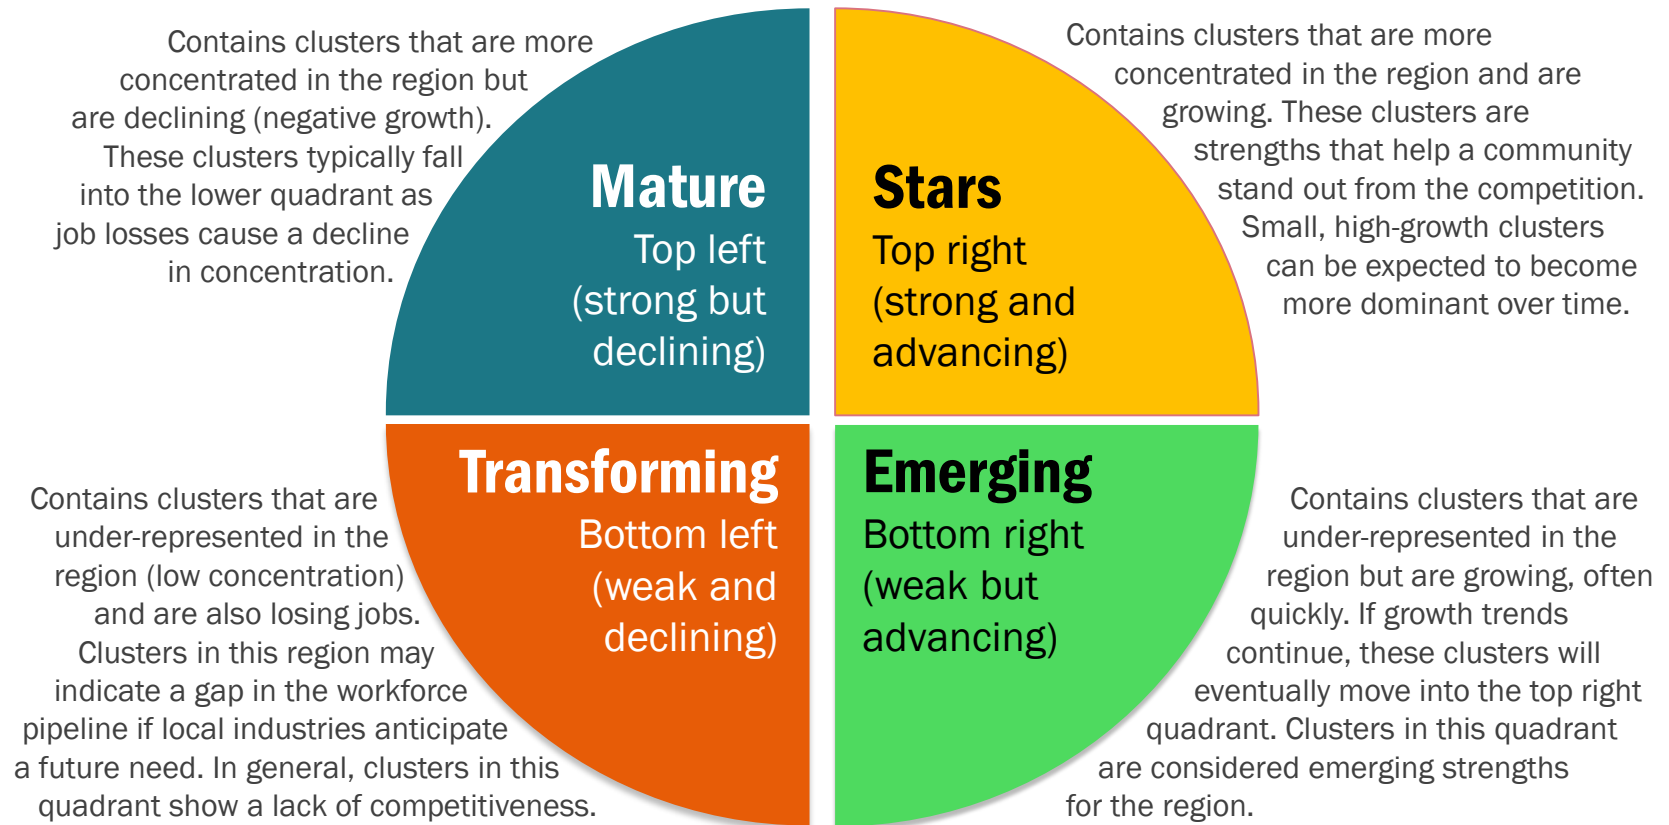 Contains clusters that are more
concentrated in the region but
are declining (negative growth).
These clusters typically fall
into the lower quadrant as
job losses cause a decline
in concentration.
Mature
Top left
(strong but
declining)
Stars
Top right
(strong and
advancing)
Contains clusters that are more
concentrated in the region and are
growing. These clusters are
strengths that help a community
stand out from the competition.
Small, high-growth clusters
can be expected to become
more dominant over time.
Contains clusters that are
under-represented in the
region (low concentration)
and are also losing jobs.
Clusters in this region may
indicate a gap in the workforce
pipeline if local industries anticipate
a future need. In general, clusters in this
quadrant show a lack of competitiveness.
Transforming
Bottom left
(weak and
declining)
Emerging
Bottom right
(weak but
advancing)
Contains clusters that are
under-represented in the
region but are growing, often
quickly. If growth trends
continue, these clusters will
eventually move into the top right
quadrant. Clusters in this quadrant
are considered emerging strengths
for the region.